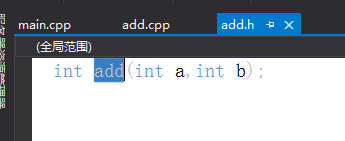 main.cpp add.cpp add.h
(全局范围)
int add(int a,int b);